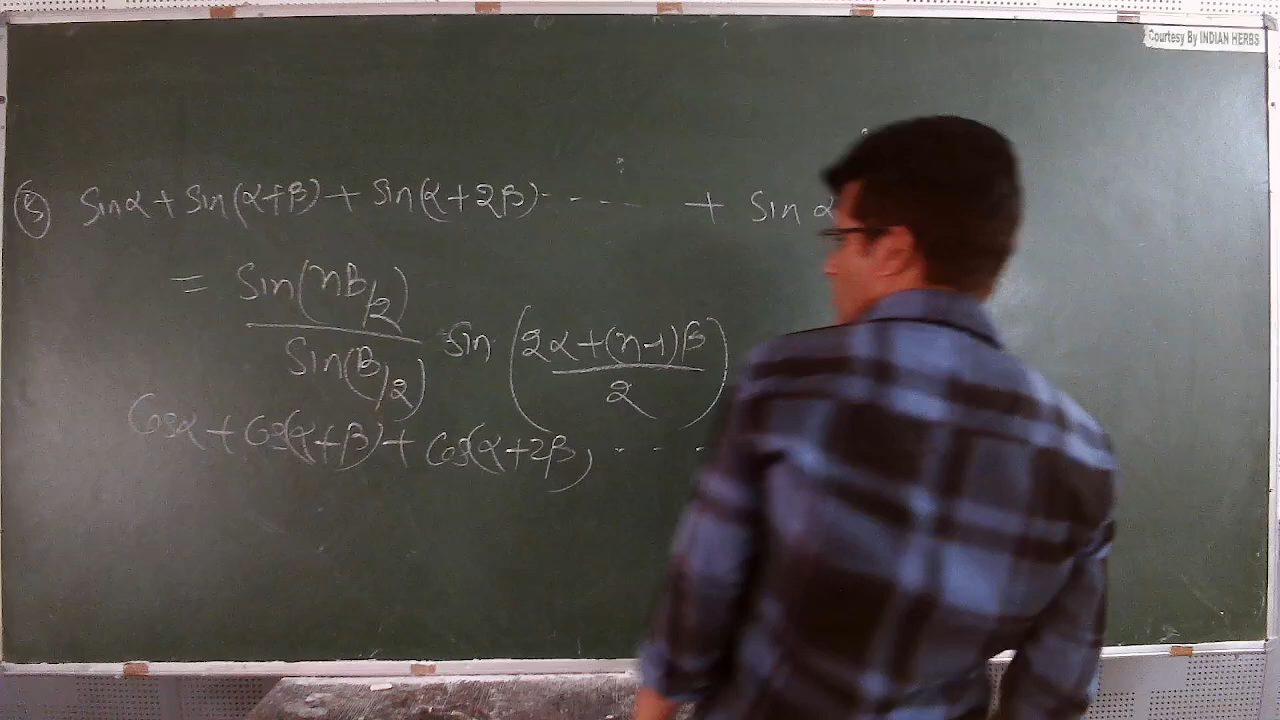 Courtesy By INDIAN HERBS
(5) Sinα + Sin(α+β) + Sin(α+2β) ------ + Sin α
= Sin(nβ/2) / Sin(β/2) Sin((2α+(n-1)β)/2)
Cosα + Cos(α+β) + Cos(α+2β) - - -